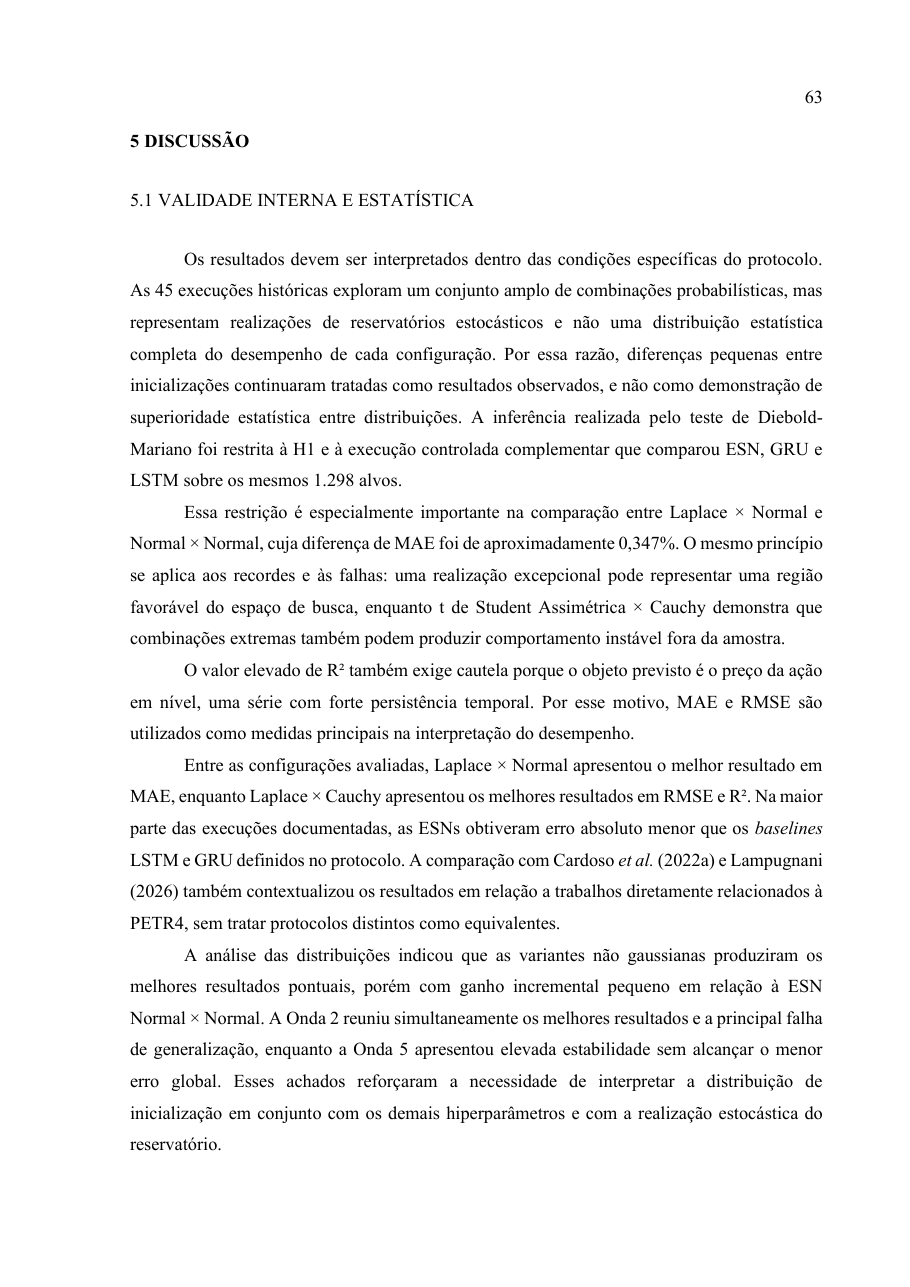 63
5 DISCUSSÃO
5.1 VALIDADE INTERNA E ESTATÍSTICA
Os resultados devem ser interpretados dentro das condições específicas do protocolo.
As 45 execuções históricas exploram um conjunto amplo de combinações probabilísticas, mas
representam realizações de reservatórios estocásticos e não uma distribuição estatística
completa do desempenho de cada configuração. Por essa razão, diferenças pequenas entre
inicializações continuaram tratadas como resultados observados, e não como demonstração de
superioridade estatística entre distribuições. A inferência realizada pelo teste de Diebold-
Mariano foi restrita à H1 e à execução controlada complementar que comparou ESN, GRU e
LSTM sobre os mesmos 1.298 alvos.
Essa restrição é especialmente importante na comparação entre Laplace × Normal e
Normal × Normal, cuja diferença de MAE foi de aproximadamente 0,347%. O mesmo princípio
se aplica aos recordes e às falhas: uma realização excepcional pode representar uma região
favorável do espaço de busca, enquanto t de Student Assimétrica × Cauchy demonstra que
combinações extremas também podem produzir comportamento instável fora da amostra.
O valor elevado de R² também exige cautela porque o objeto previsto é o preço da ação
em nível, uma série com forte persistência temporal. Por esse motivo, MAE e RMSE são
utilizados como medidas principais na interpretação do desempenho.
Entre as configurações avaliadas, Laplace × Normal apresentou o melhor resultado em
MAE, enquanto Laplace × Cauchy apresentou os melhores resultados em RMSE e R². Na maior
parte das execuções documentadas, as ESNs obtiveram erro absoluto menor que os baselines
LSTM e GRU definidos no protocolo. A comparação com Cardoso et al. (2022a) e Lampugnani
(2026) também contextualizou os resultados em relação a trabalhos diretamente relacionados à
PETR4, sem tratar protocolos distintos como equivalentes.
A análise das distribuições indicou que as variantes não gaussianas produziram os
melhores resultados pontuais, porém com ganho incremental pequeno em relação à ESN
Normal × Normal. A Onda 2 reuniu simultaneamente os melhores resultados e a principal falha
de generalização, enquanto a Onda 5 apresentou elevada estabilidade sem alcançar o menor
erro global. Esses achados reforçaram a necessidade de interpretar a distribuição de
inicialização em conjunto com os demais hiperparâmetros e com a realização estocástica do
reservatório.